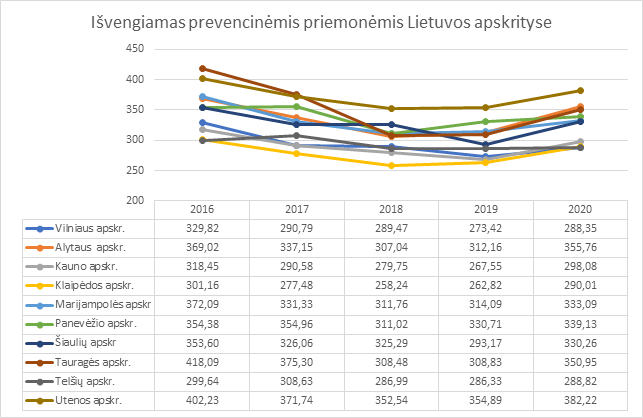 Išvengiamas prevencinėmis priemonėmis Lietuvos apskrityse
450
400
350
300
250
200
2016 2017 2018 2019 2020
Vilniaus apskr. 329,82 290,79 289,47 273,42 288,35
Alytaus apskr. 369,02 337,15 307,04 312,16 355,76
Kauno apskr. 318,45 290,58 279,75 267,55 298,08
Klaipėdos apskr. 301,16 277,48 258,24 262,82 290,01
Marijampolės apskr 372,09 331,33 311,76 314,09 333,09
Panevėžio apskr. 354,38 354,96 311,02 330,71 339,13
Šiaulių apskr 353,60 326,06 325,29 293,17 330,26
Tauragės apskr. 418,09 375,30 308,48 308,83 350,95
Telšių apskr. 299,64 308,63 286,99 286,33 288,82
Utenos apskr. 402,23 371,74 352,54 354,89 382,22